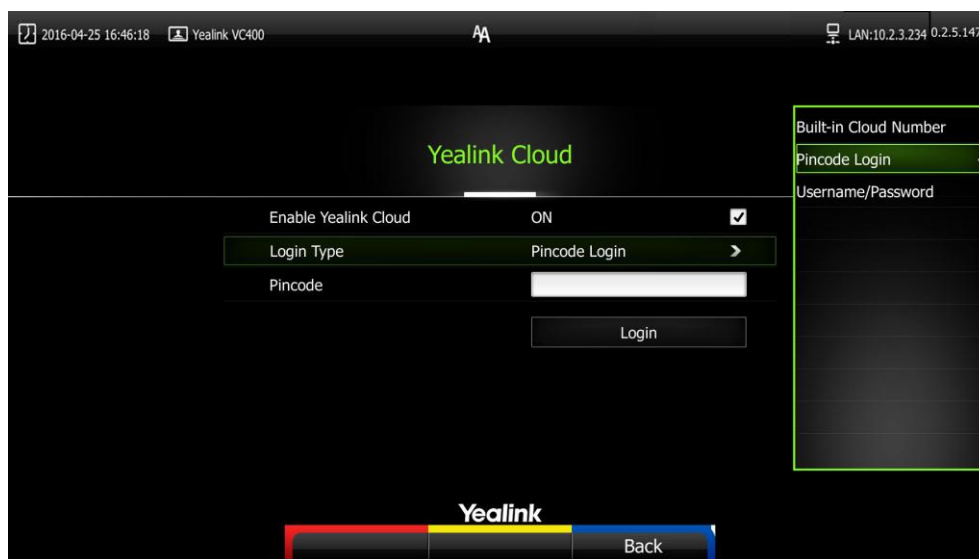 2016-04-25 16:46:18 Yealink VC400 AA LAN:10.2.3.234 0.2.5.147
Built-in Cloud Number
Yealink Cloud
Pincode Login
Username/Password
Enable Yealink Cloud ON
Login Type Pincode Login
Pincode
Login
Yealink
Back